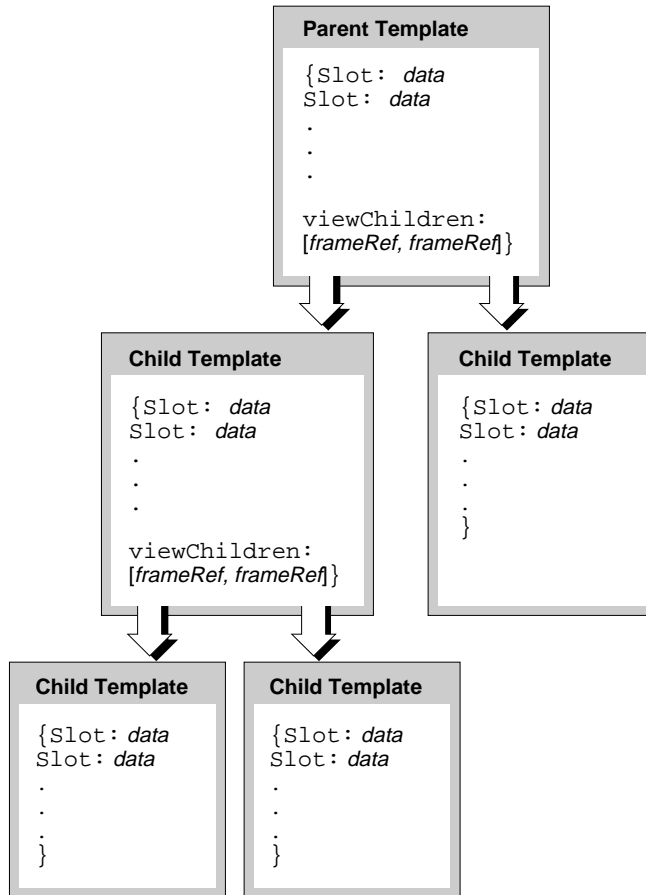 Parent Template
{Slot: data
Slot: data
.
.
.
viewChildren:
[frameRef, frameRef]}
Child Template
{Slot: data
Slot: data
.
.
.
viewChildren:
[frameRef, frameRef]}
Child Template
{Slot: data
Slot: data
.
.
.
}
Child Template
{Slot: data
Slot: data
.
.
.
}
Child Template
{Slot: data
Slot: data
.
.
.
}